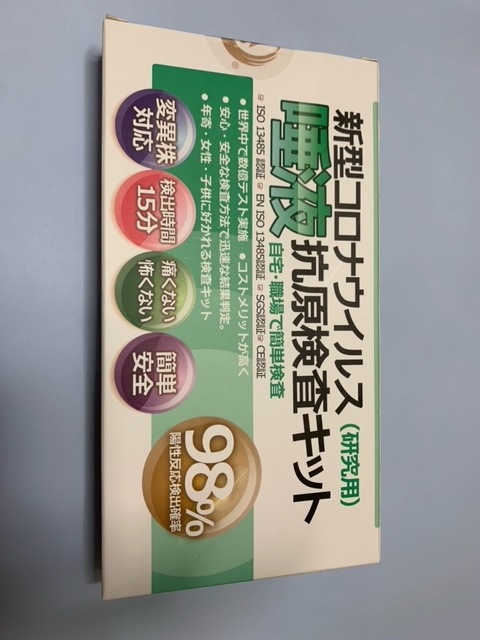 ®
新型コロナウイルス(研究用)
唾液抗原検査キット
自宅・職場で簡単検査
☑ ISO 13485 認証 ☑ EN ISO 13485認証 ☑ SGS認証 ☑ CE認証
● 世界中で数億テスト実施 ● コストメリットが高く
● 安心・安全な検査方法で迅速な結果判定。
● 年寄・女性・子供に好かれる検査キット
変異株
対応
検出時間
15分
痛くない
怖くない
簡単
安全
98%
陽性反応検出確率